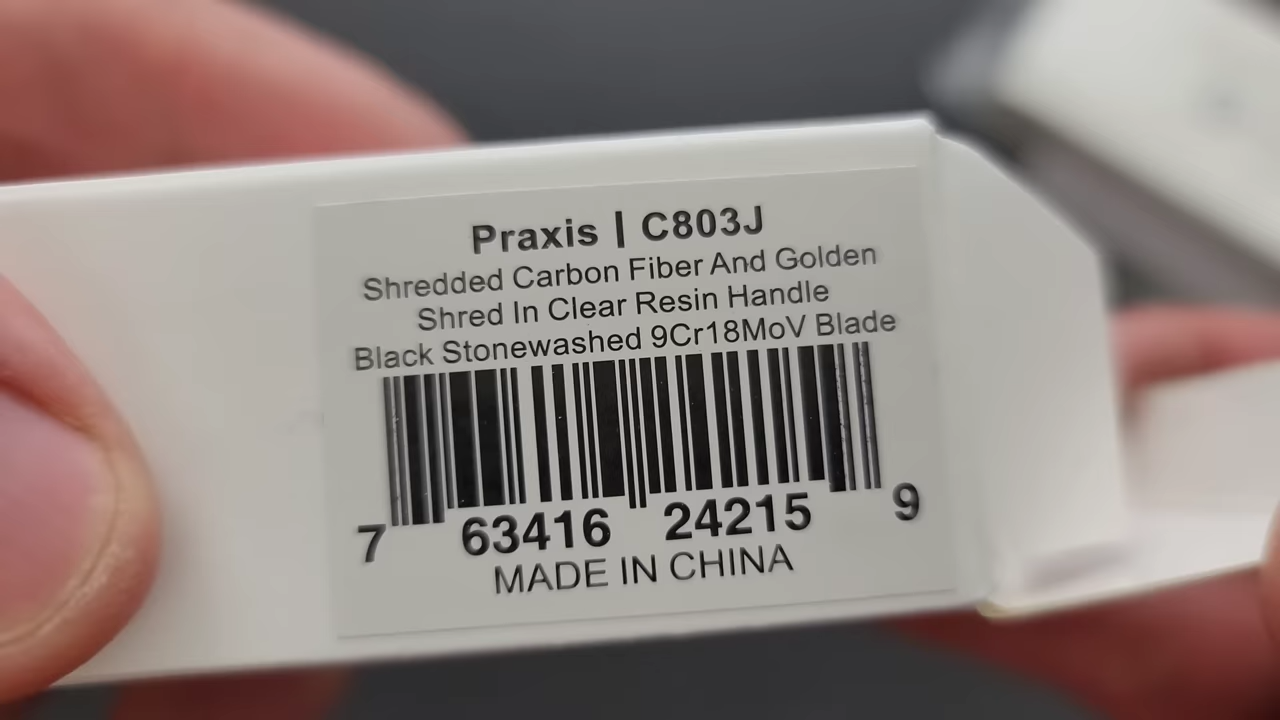 Praxis | C803J
Shredded Carbon Fiber And Golden
Shred In Clear Resin Handle
Black Stonewashed 9Cr18MoV Blade
7 63416 24215 9
MADE IN CHINA